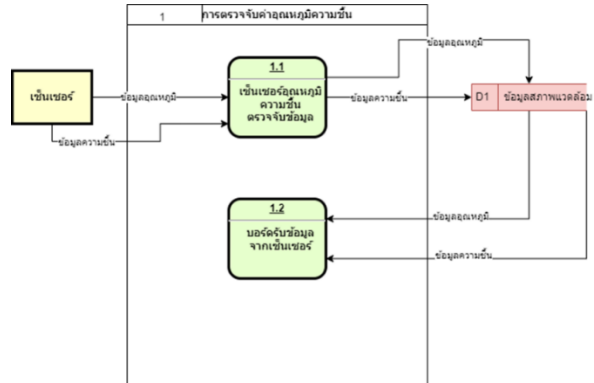 1 การตรวจจับค่าอุณหภูมิความชื้น
ข้อมูลอุณหภูมิ
1.1
เซ็นเซอร์
เซ็นเซอร์อุณหภูมิ
ความชื้น
ตรวจจับข้อมูล
ข้อมูลอุณหภูมิ
ข้อมูลความชื้น
D1 ข้อมูลสภาพแวดล้อม
ข้อมูลความชื้น
1.2
บอร์ดรับข้อมูล
จากเซ็นเซอร์
ข้อมูลอุณหภูมิ
ข้อมูลความชื้น